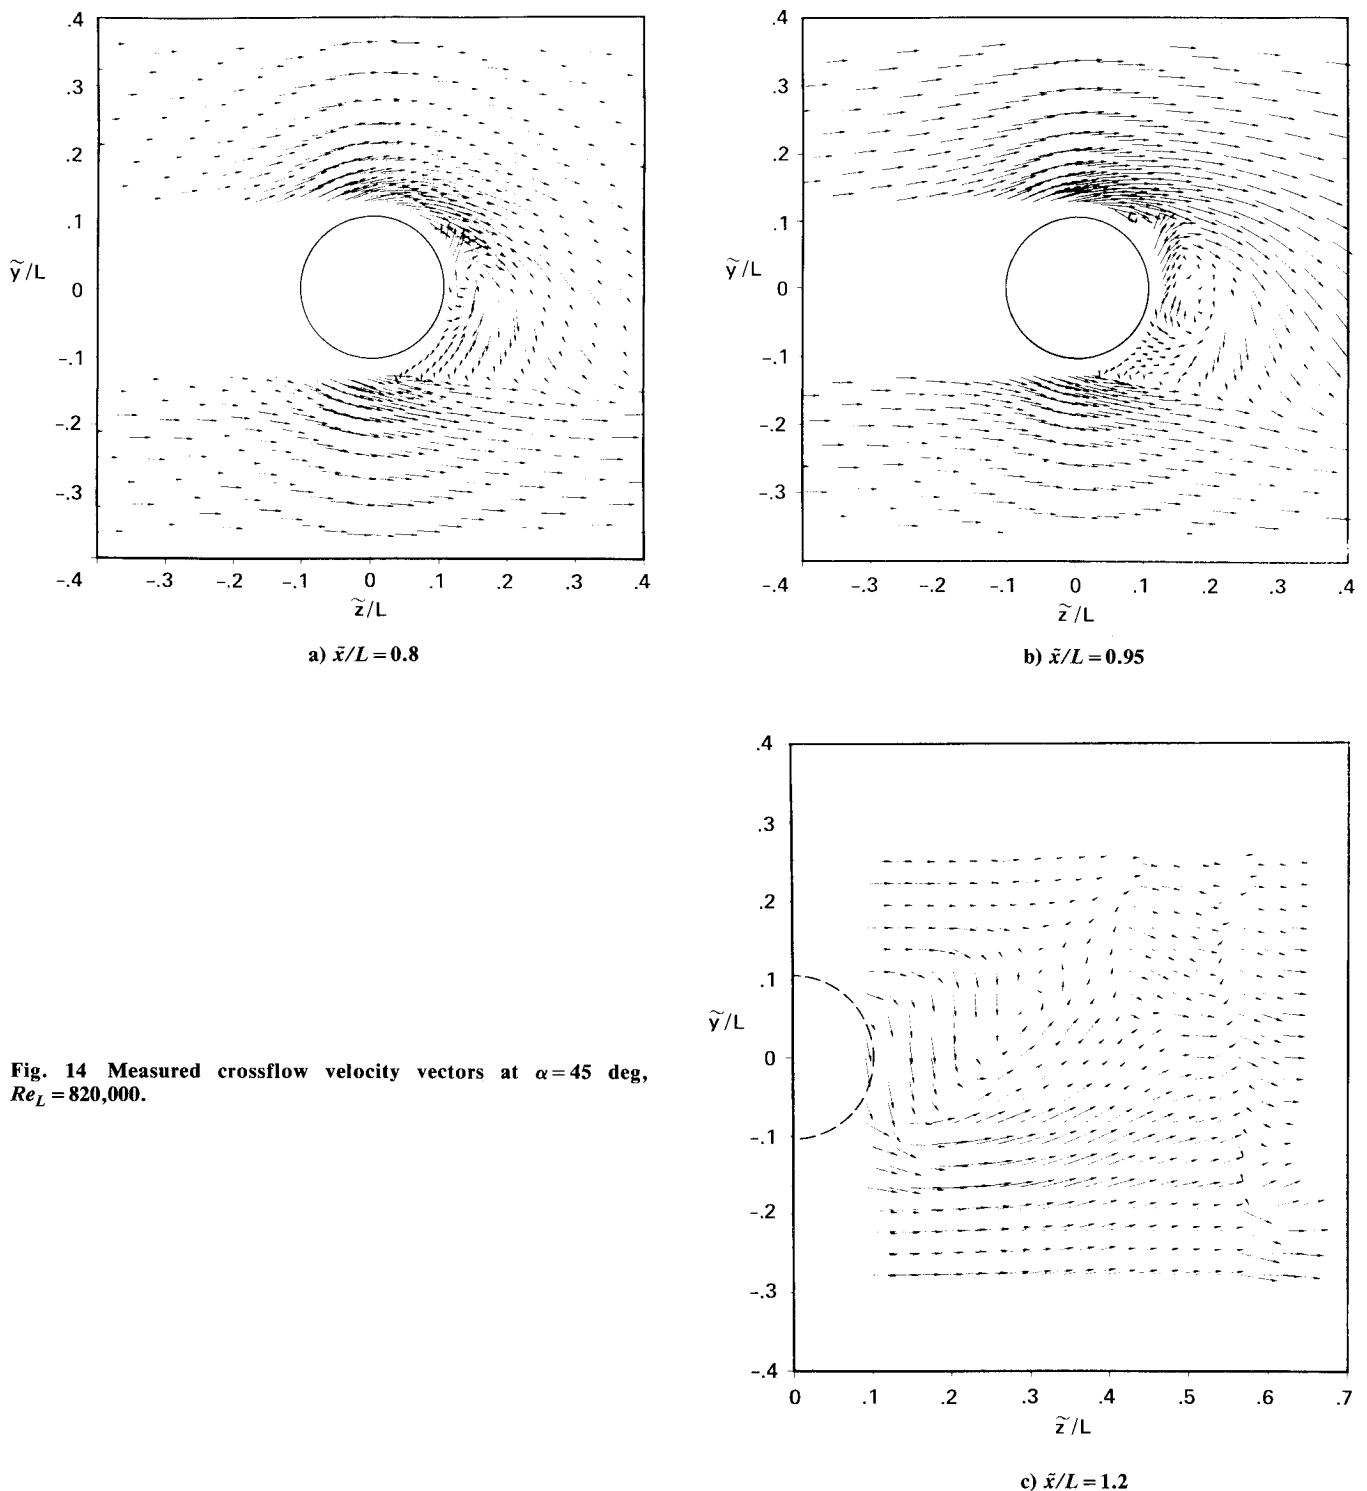 .4
.3
.2
.1
ỹ/L
0
−.1
−.2
−.3
−.4 −.3 −.2 −.1 0 .1 .2 .3 .4
z̃/L
a) x̃/L = 0.8
.4
.3
.2
.1
ỹ/L
0
−.1
−.2
−.3
−.4 −.3 −.2 −.1 0 .1 .2 .3 .4
z̃/L
b) x̃/L = 0.95
.4
.3
.2
.1
ỹ/L
0
−.1
−.2
−.3
−.4
0 .1 .2 .3 .4 .5 .6 .7
z̃/L
c) x̃/L = 1.2
Fig. 14 Measured crossflow velocity vectors at α = 45 deg,
Re_L = 820,000.